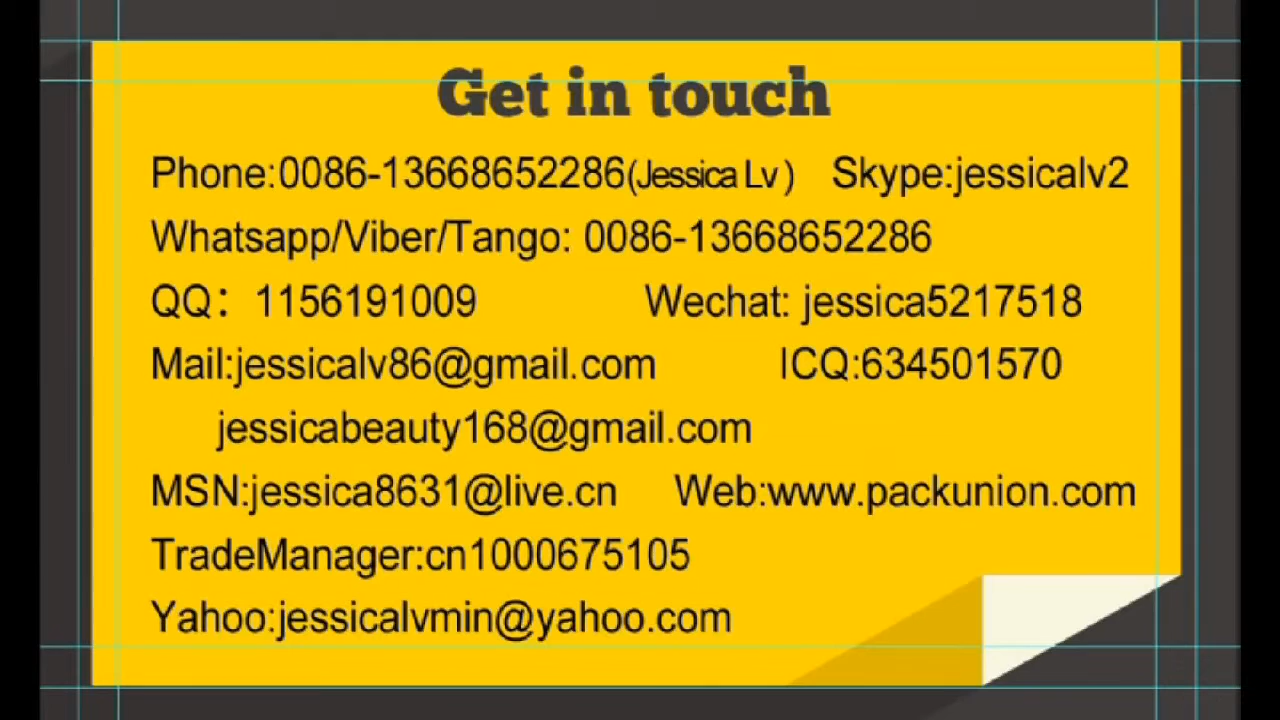 Get in touch
Phone:0086-13668652286(Jessica Lv ) Skype:jessicalv2
Whatsapp/Viber/Tango: 0086-13668652286
QQ：1156191009 Wechat: jessica5217518
Mail:jessicalv86@gmail.com ICQ:634501570
jessicabeauty168@gmail.com
MSN:jessica8631@live.cn Web:www.packunion.com
TradeManager:cn1000675105
Yahoo:jessicalvmin@yahoo.com